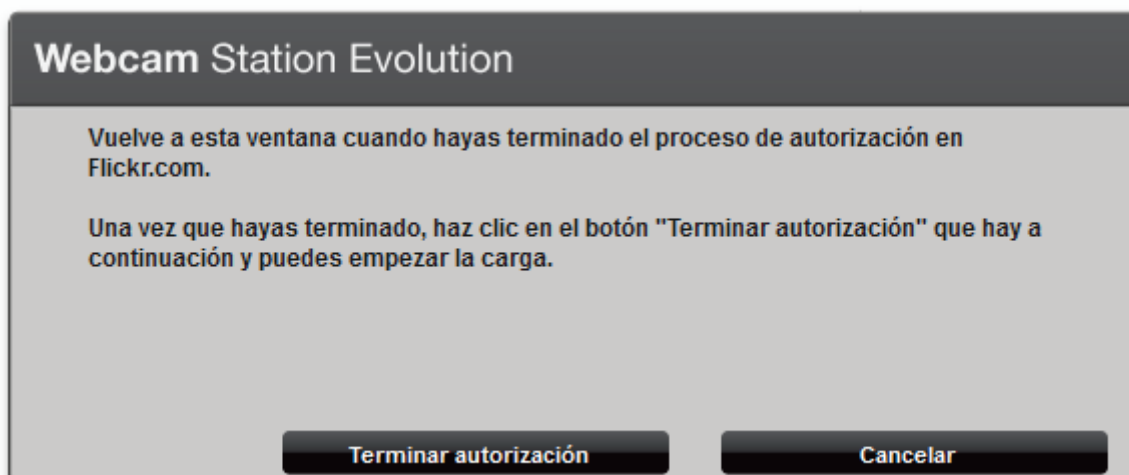 Webcam Station Evolution
Vuelve a esta ventana cuando hayas terminado el proceso de autorización en
Flickr.com.
Una vez que hayas terminado, haz clic en el botón "Terminar autorización" que hay a
continuación y puedes empezar la carga.
Terminar autorización
Cancelar